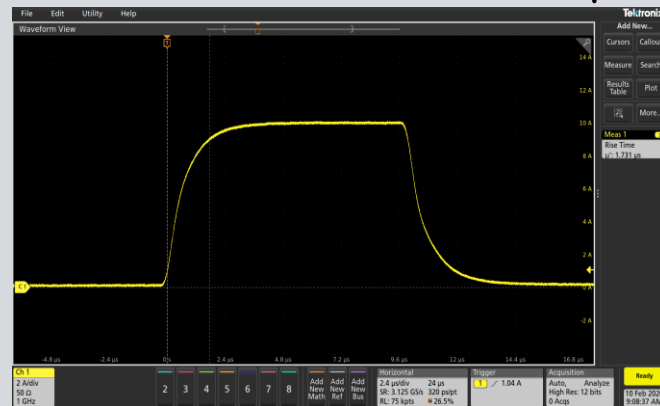 File Edit Utility Help
Tektronix
Waveform View
Add New...
Cursors
Measure Search
Results Table Plot
More...
Meas 1
Rise Time
µ': 1.731 µs
14 A
12 A
10 A
8 A
6 A
4 A
2 A
0 A
-2 A
C1
-4.8 µs -2.4 µs 0 s 2.4 µs 4.8 µs 7.2 µs 9.6 µs 12 µs 14.4 µs 16.8 µs
Ch 1
2 A/div
50 Ω
1 GHz
2 3 4 5 6 7 8
Add New Math
Add New Ref
Add New Bus
Horizontal
2.4 µs/div 24 µs
SR: 3.125 GS/s 320 ps/pt
RL: 75 kpts 26.5%
Trigger
1 1.04 A
Acquisition
Auto, Analyze
High Res: 12 bits
0 Acqs
Ready
10 Feb 202
9:08:37 AM